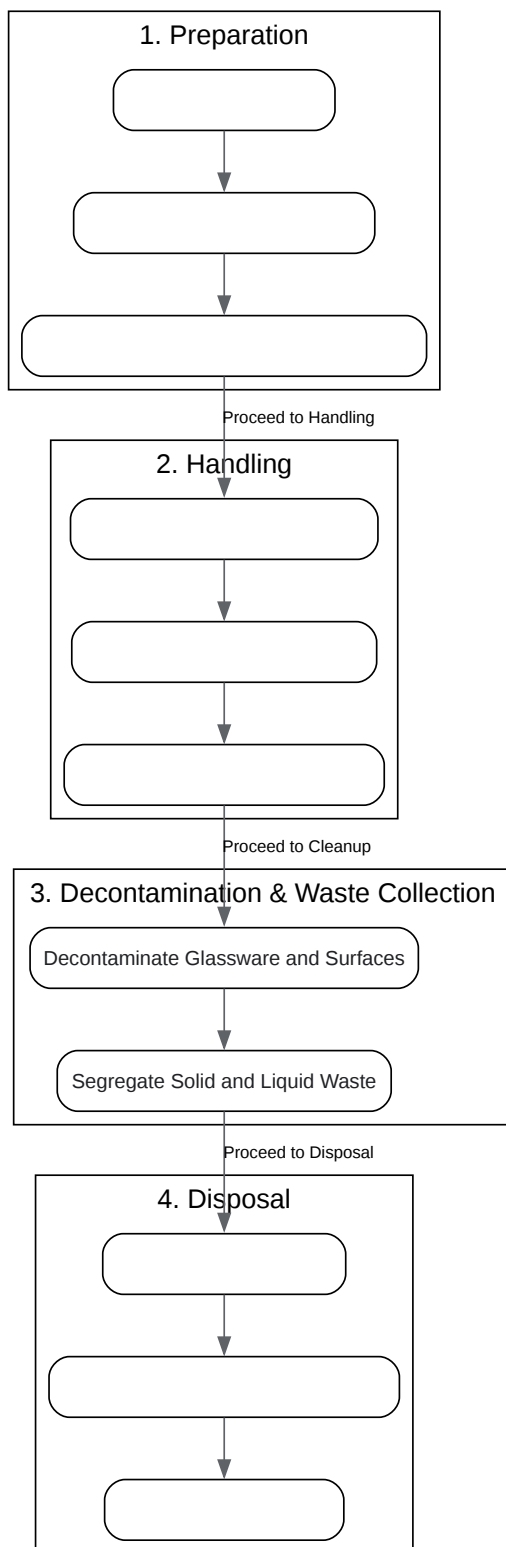 1. Preparation
Proceed to Handling
2. Handling
Proceed to Cleanup
3. Decontamination & Waste Collection
Decontaminate Glassware and Surfaces
Segregate Solid and Liquid Waste
Proceed to Disposal
4. Disposal